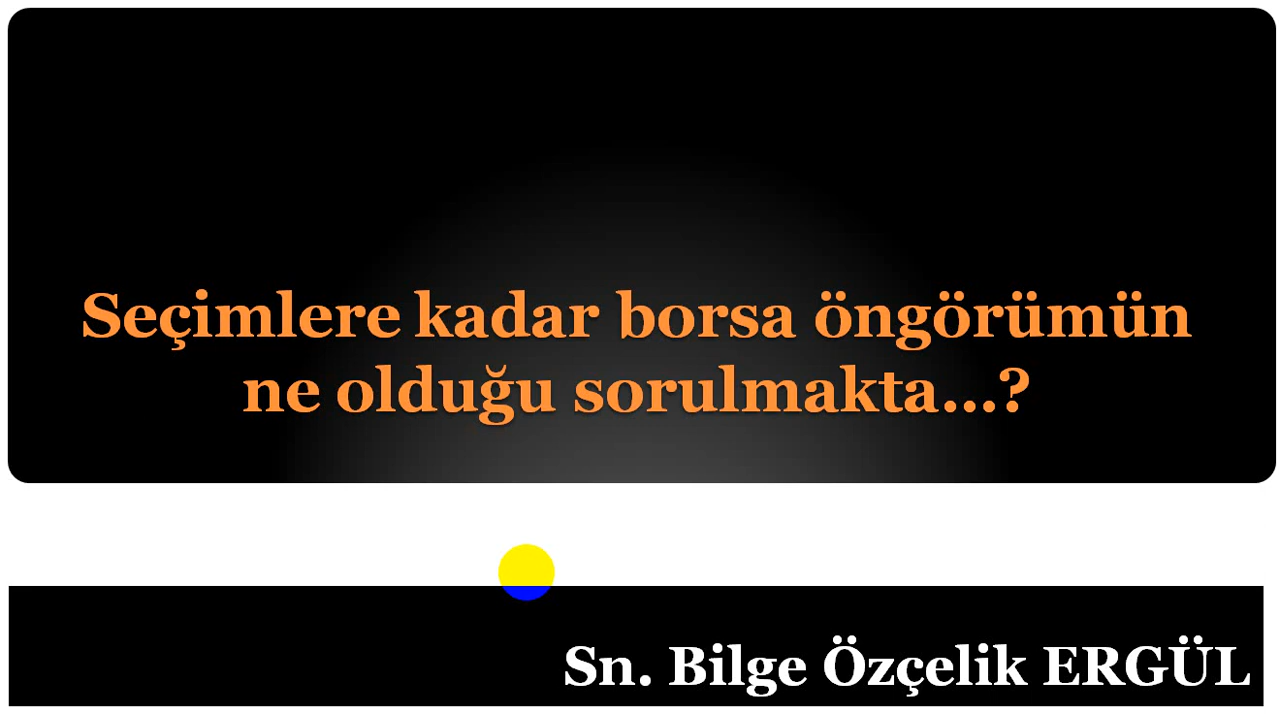 Seçimlere kadar borsa öngörümün
ne olduğu sorulmakta...?
Sn. Bilge Özçelik ERGÜL